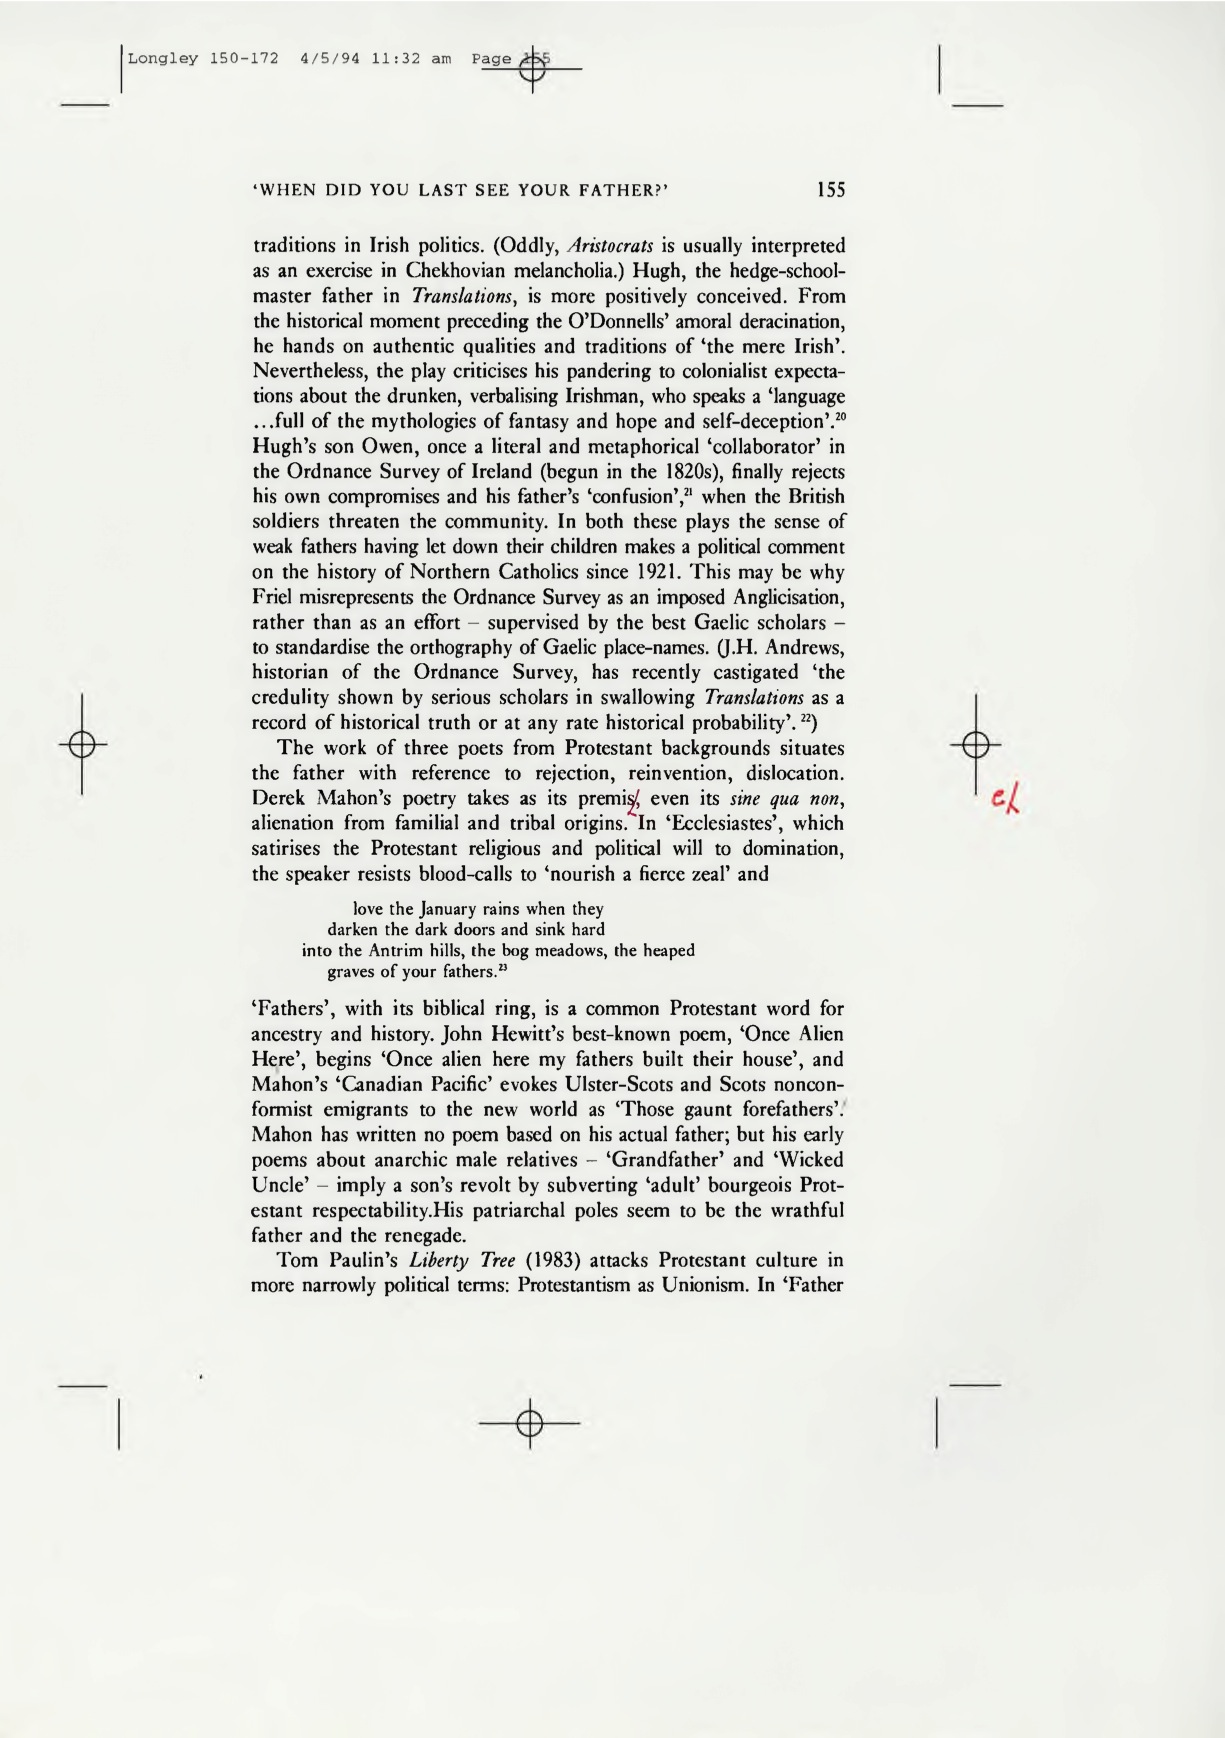 Longley 150-172 4/5/94 11:32 am Page 155
‘WHEN DID YOU LAST SEE YOUR FATHER?’ 155
traditions in Irish politics. (Oddly, Aristocrats is usually interpreted
as an exercise in Chekhovian melancholia.) Hugh, the hedge-school-
master father in Translations, is more positively conceived. From
the historical moment preceding the O’Donnells’ amoral deracination,
he hands on authentic qualities and traditions of ‘the mere Irish’.
Nevertheless, the play criticises his pandering to colonialist expecta-
tions about the drunken, verbalising Irishman, who speaks a ‘language
...full of the mythologies of fantasy and hope and self-deception’.20
Hugh’s son Owen, once a literal and metaphorical ‘collaborator’ in
the Ordnance Survey of Ireland (begun in the 1820s), finally rejects
his own compromises and his father’s ‘confusion’,21 when the British
soldiers threaten the community. In both these plays the sense of
weak fathers having let down their children makes a political comment
on the history of Northern Catholics since 1921. This may be why
Friel misrepresents the Ordnance Survey as an imposed Anglicisation,
rather than as an effort – supervised by the best Gaelic scholars –
to standardise the orthography of Gaelic place-names. (J.H. Andrews,
historian of the Ordnance Survey, has recently castigated ‘the
credulity shown by serious scholars in swallowing Translations as a
record of historical truth or at any rate historical probability’. 22)
The work of three poets from Protestant backgrounds situates
the father with reference to rejection, reinvention, dislocation.
Derek Mahon’s poetry takes as its premis, even its sine qua non, e/
alienation from familial and tribal origins. In ‘Ecclesiastes’, which
satirises the Protestant religious and political will to domination,
the speaker resists blood-calls to ‘nourish a fierce zeal’ and
love the January rains when they
darken the dark doors and sink hard
into the Antrim hills, the bog meadows, the heaped
graves of your fathers.23
‘Fathers’, with its biblical ring, is a common Protestant word for
ancestry and history. John Hewitt’s best-known poem, ‘Once Alien
Here’, begins ‘Once alien here my fathers built their house’, and
Mahon’s ‘Canadian Pacific’ evokes Ulster-Scots and Scots noncon-
formist emigrants to the new world as ‘Those gaunt forefathers’.
Mahon has written no poem based on his actual father; but his early
poems about anarchic male relatives – ‘Grandfather’ and ‘Wicked
Uncle’ – imply a son’s revolt by subverting ‘adult’ bourgeois Prot-
estant respectability.His patriarchal poles seem to be the wrathful
father and the renegade.
Tom Paulin’s Liberty Tree (1983) attacks Protestant culture in
more narrowly political terms: Protestantism as Unionism. In ‘Father